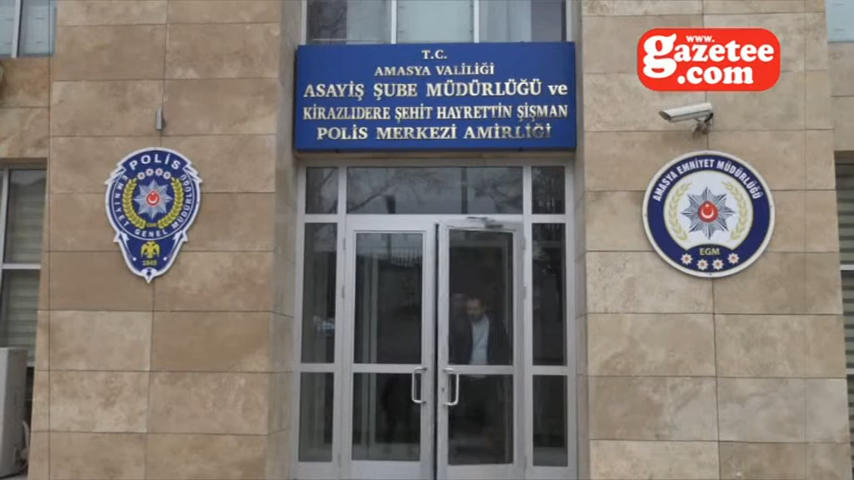 www.
gazetee
.com
T.C.
AMASYA VALİLİĞİ
ASAYİŞ ŞUBE MÜDÜRLÜĞÜ ve
KİRAZLIDERE ŞEHİT HAYRETTİN ŞİŞMAN
POLİS MERKEZİ AMİRLİĞİ
POLİS
EMNİYET GENEL MÜDÜRLÜĞÜ
1845
AMASYA EMNİYET MÜDÜRLÜĞÜ
EGM